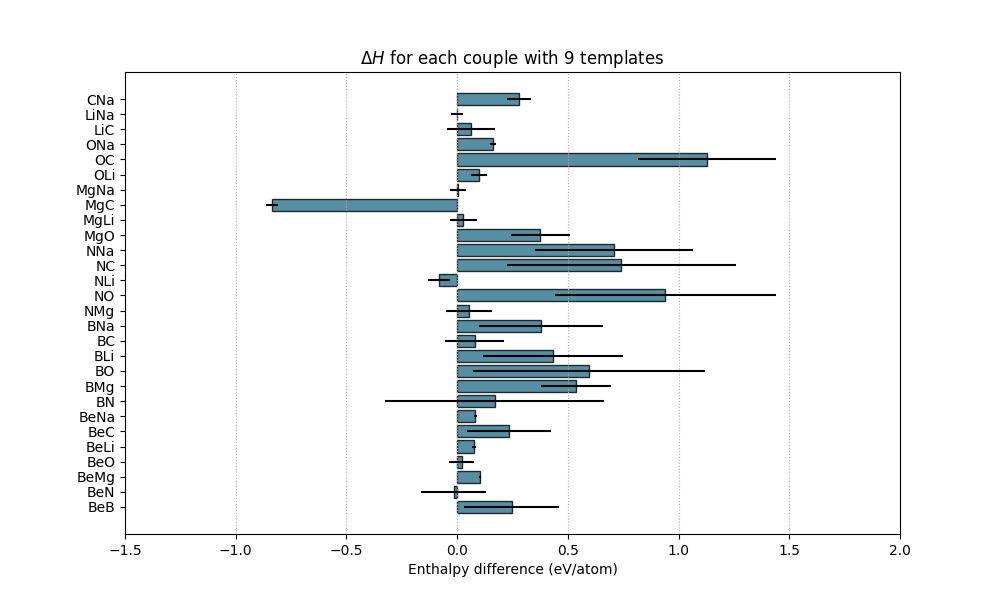 ΔH for each couple with 9 templates
CNa
LiNa
LiC
ONa
OC
OLi
MgNa
MgC
MgLi
MgO
NNa
NC
NLi
NO
NMg
BNa
BC
BLi
BO
BMg
BN
BeNa
BeC
BeLi
BeO
BeMg
BeN
BeB
−1.5 −1.0 −0.5 0.0 0.5 1.0 1.5 2.0
Enthalpy difference (eV/atom)